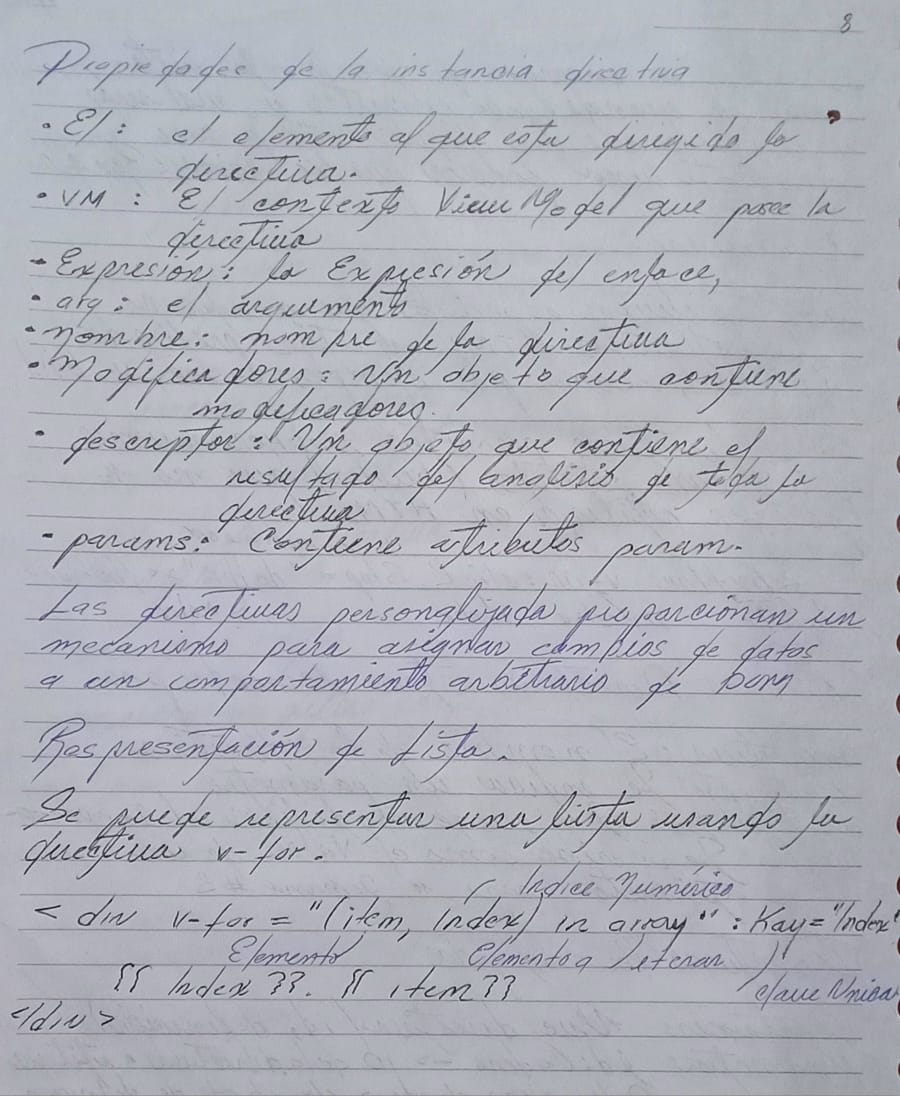 8
Propiedades de la instancia directiva
• El: el elemento al que esta dirigido la
directiva.
• VM: El contexto View Model que posee la
directiva
• Expresión: la Expresión del enlace,
• arg: el argumento
• nombre: nombre de la directiva
• Modificadores: Un objeto que contiene
modificadores.
• descriptor: Un objeto que contiene el
resultado del analisis de toda la
directiva
• params: Contiene atributos param.
Las directivas personalizada proporcionan un
mecanismo para asignar cambios de datos
a un comportamiento arbitrario de DOM
Respresentación de Lista.
Se puede representar una lista usando la
directiva v-for.
Indice Numérico
< div v-for = "(item, Index) in array" : Kay="Index"
Elemento Elemento a iterar
{{ Index }}. {{ item }} clave Unica
</div>